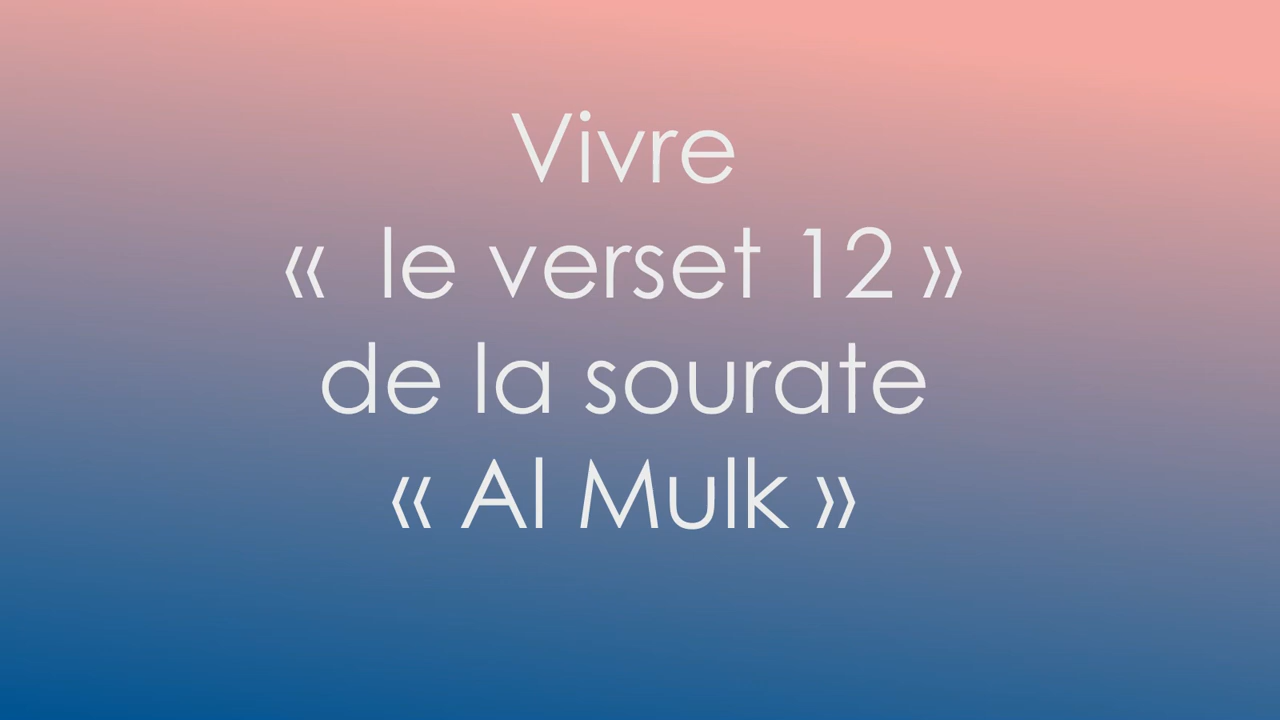 Vivre
« le verset 12 »
de la sourate
« Al Mulk »